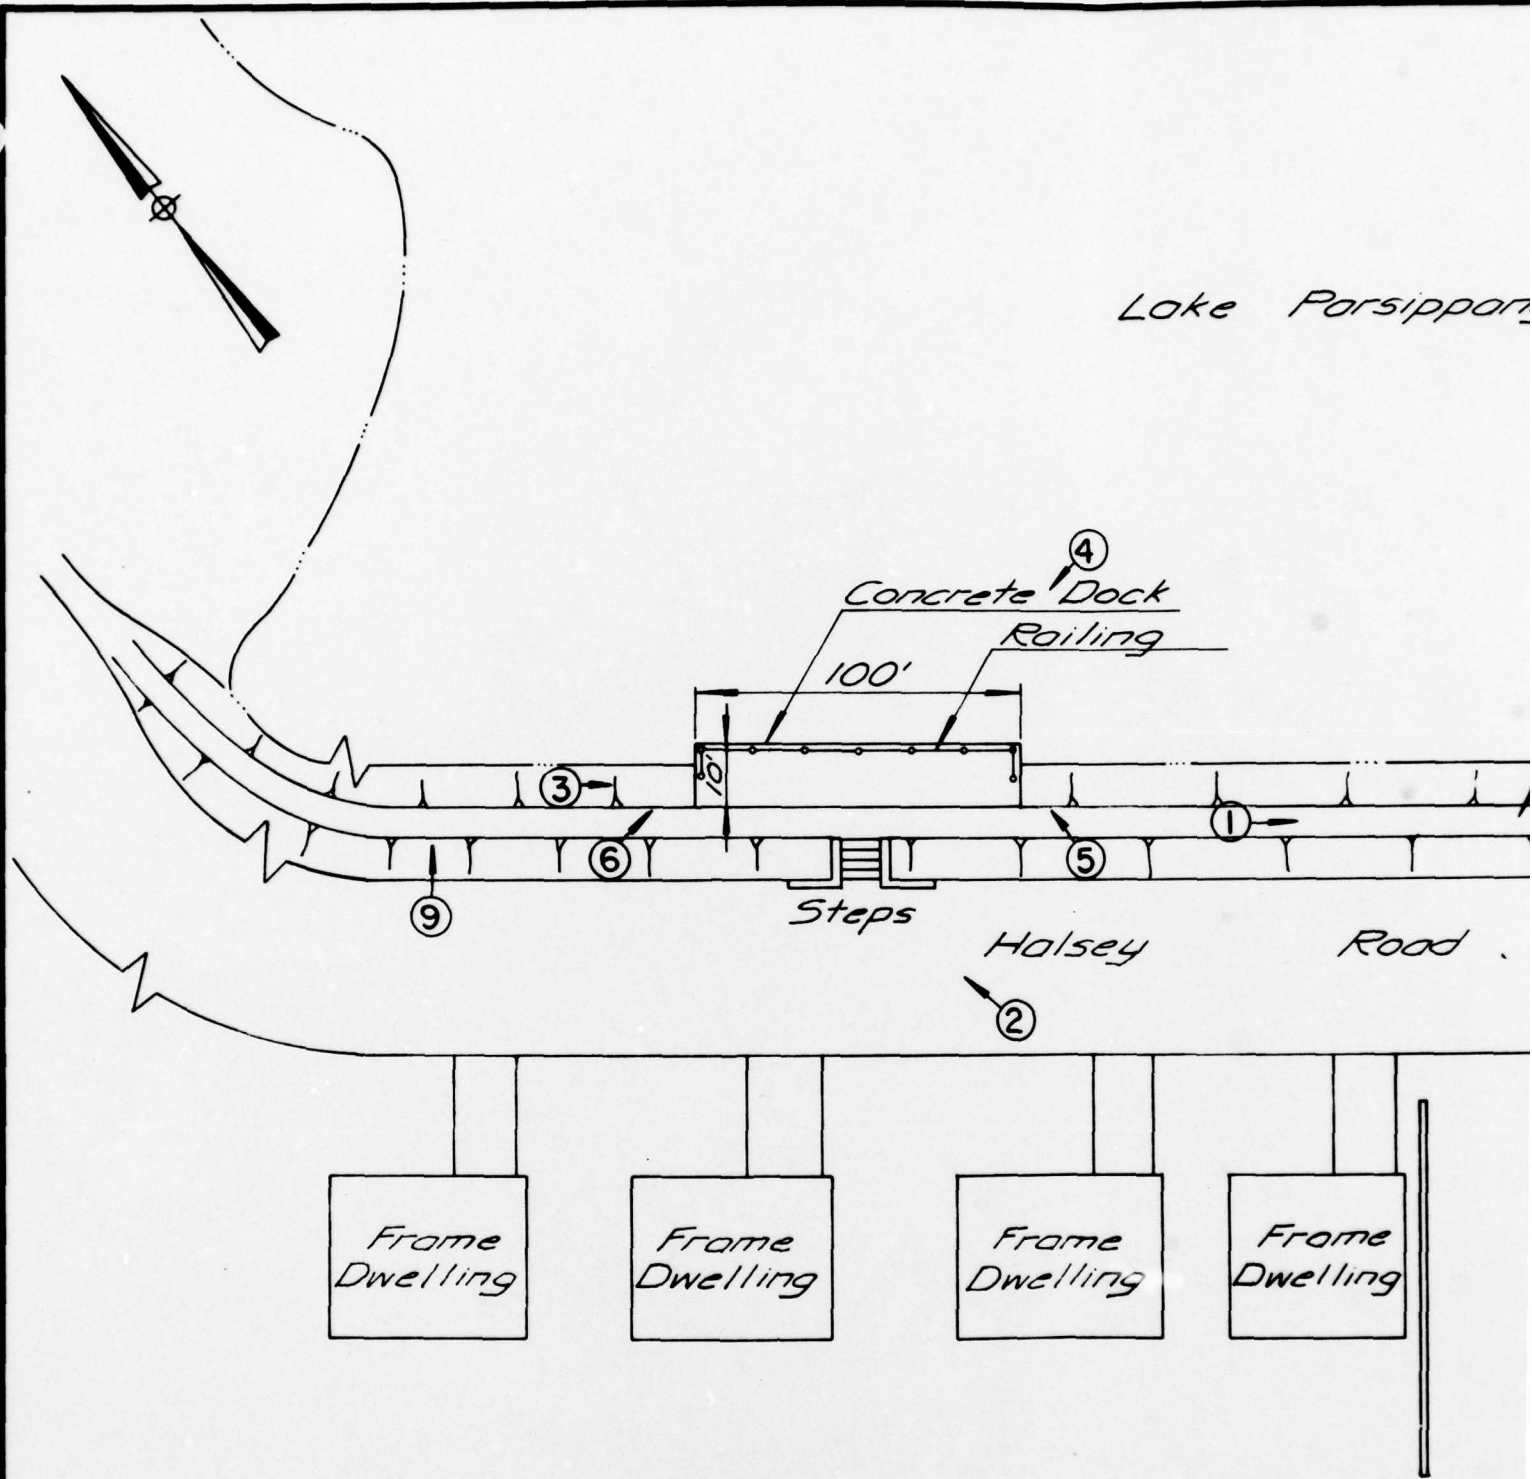 Lake Parsippany
④
Concrete Dock
Railing
100'
10'
③
①
⑥
⑤
⑨
Steps
Halsey Road
②
Frame
Dwelling
Frame
Dwelling
Frame
Dwelling
Frame
Dwelling